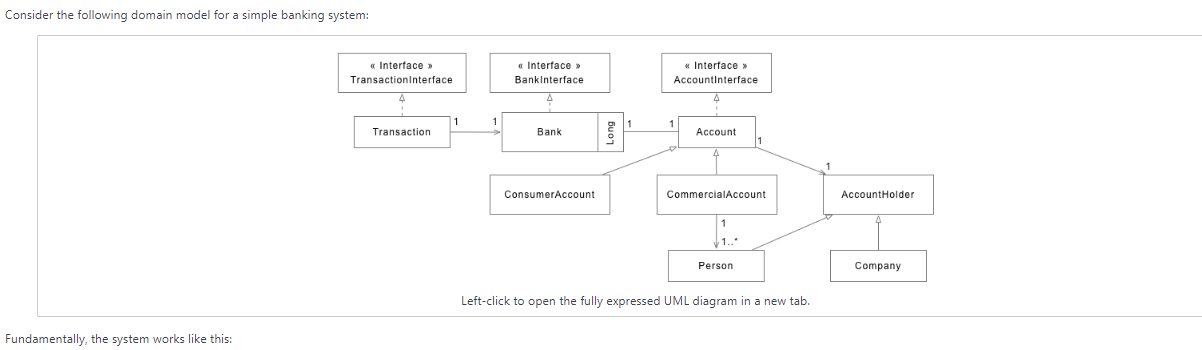 Consider the following domain model for a simple banking system:
« Interface » « Interface » « Interface »
TransactionInterface BankInterface AccountInterface
1 1 1 1
Transaction Bank Long Account
1
1
ConsumerAccount CommercialAccount AccountHolder
1
1..*
Person Company
Left-click to open the fully expressed UML diagram in a new tab.
Fundamentally, the system works like this: